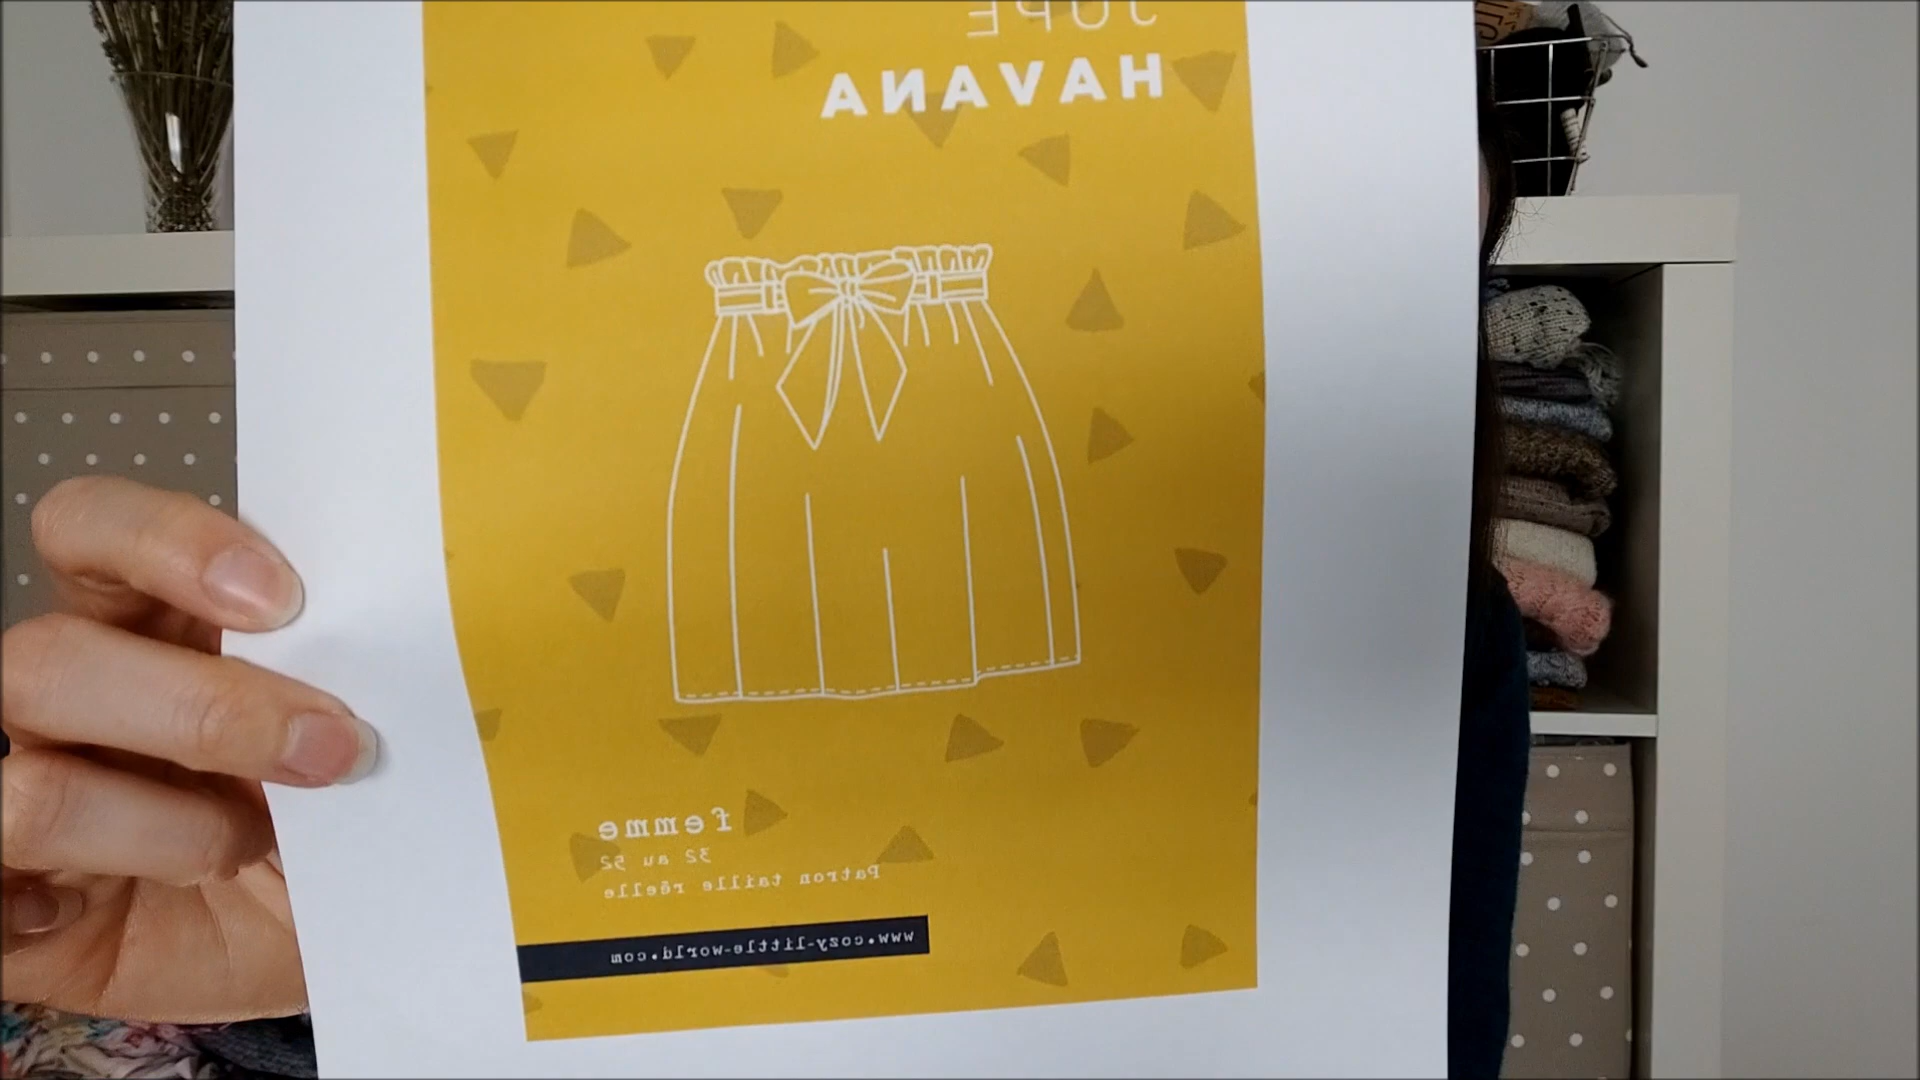 JUPE
HAVANA
femme
32 au 52
Patron taille réelle
www.cozy-little-world.com